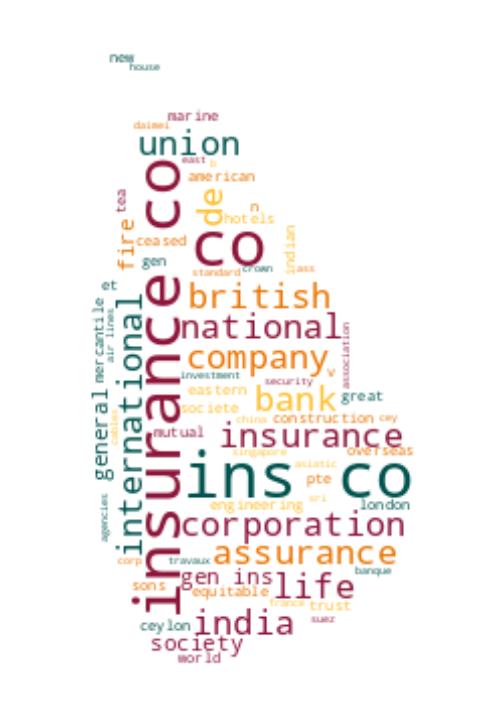 new
house
marine
daimei
union
east
b
american
tea
de
n
hotels
fire
ceased
co
indian
gen
standard
crown
ass
et
insurance co
british
mercantile
air lines
international
national
association
company
v
investment
security
general
eastern
bank
great
societe
cables
china
construction
cey
mutual
insurance
singapore
overseas
asiatic
ins co
pte
sri
agencies
engineering
london
corporation
assurance
corp
travaux
banque
gen ins
sons
equitable
life
france
trust
suez
ceylon
india
society
world